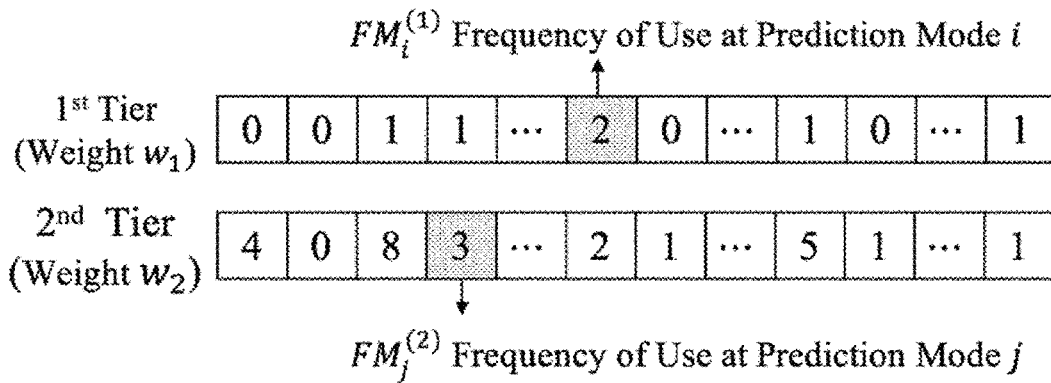 FMᵢ⁽¹⁾ Frequency of Use at Prediction Mode i
1st Tier
(Weight w₁)
0 0 1 1 ... 2 0 ... 1 0 ... 1
2nd Tier
(Weight w₂)
4 0 8 3 ... 2 1 ... 5 1 ... 1
FMⱼ⁽²⁾ Frequency of Use at Prediction Mode j